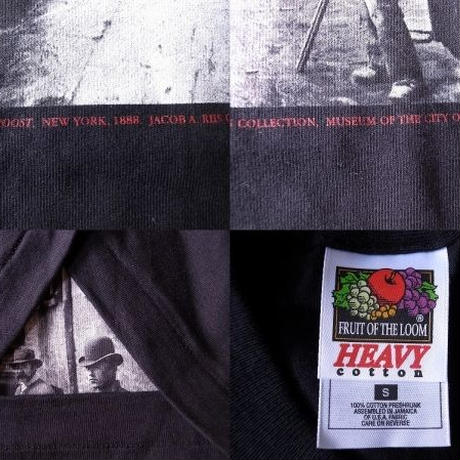 OOST, NEW YORK, 1888. JACOB A. RIIS C
COLLECTION, MUSEUM OF THE CITY O
®
FRUIT OF THE LOOM
HEAVY
cotton
S
100% COTTON PRESHRUNK
ASSEMBLED IN JAMAICA
OF U.S.A. FABRIC
CARE ON REVERSE